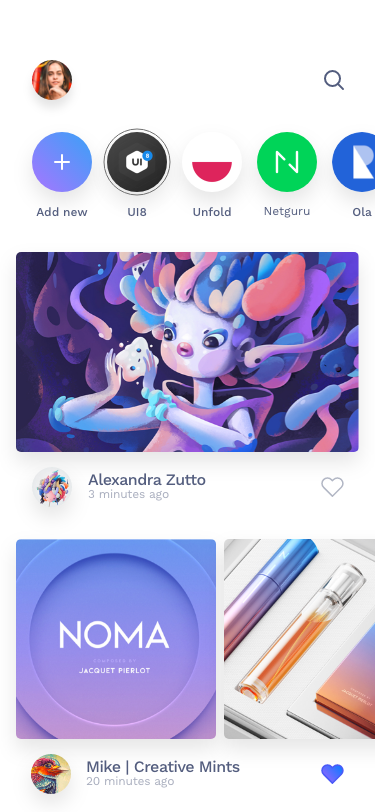 Add new
UI8
Unfold
Netguru
Ola
UI
8
Alexandra Zutto
3 minutes ago
NOMA
JACQUET PIERLOT
Mike | Creative Mints
20 minutes ago